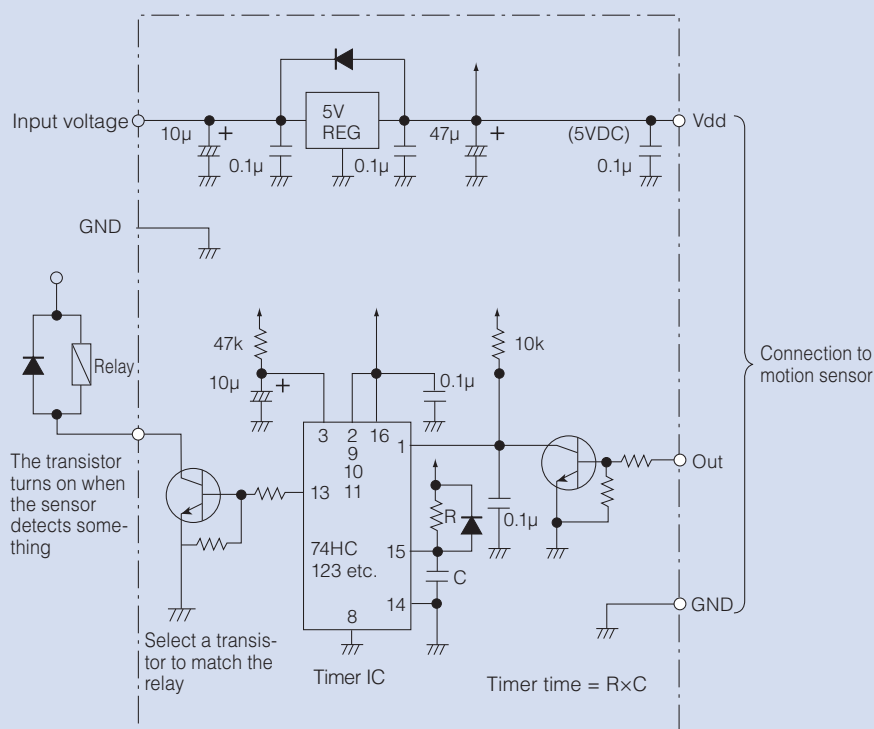 Input voltage
10µ
+
0.1µ
5V
REG
0.1µ
47µ
+
(5VDC)
0.1µ
Vdd
GND
Relay
47k
10µ
+
0.1µ
10k
Connection to
motion sensor
3
2
16
1
9
10
11
13
R
0.1µ
Out
The transistor
turns on when
the sensor
detects some-
thing
74HC
123 etc.
15
C
14
8
GND
Select a transis-
tor to match the
relay
Timer IC
Timer time = R×C